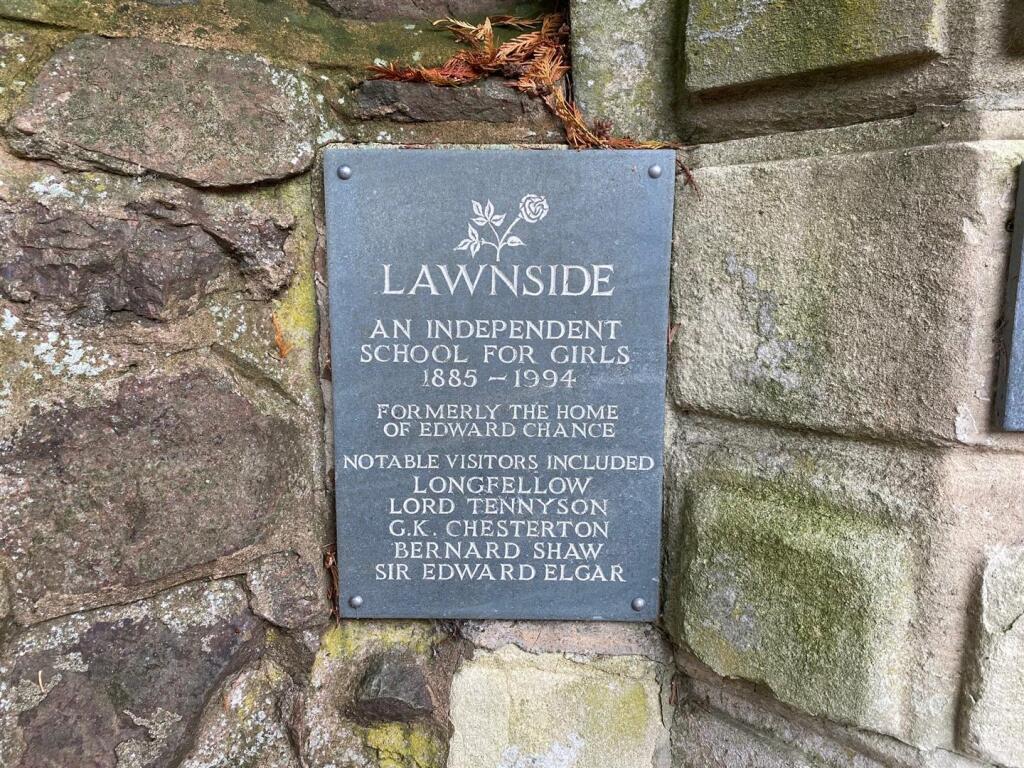 LAWNSIDE
AN INDEPENDENT
SCHOOL FOR GIRLS
1885 – 1994
FORMERLY THE HOME
OF EDWARD CHANCE
NOTABLE VISITORS INCLUDED
LONGFELLOW
LORD TENNYSON
G.K. CHESTERTON
BERNARD SHAW
SIR EDWARD ELGAR